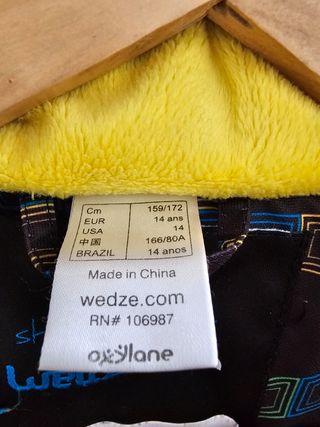 Cm 159/172
EUR 14 ans
USA 14
中国 166/80A
BRAZIL 14 anos
Made in China
wedze.com
RN# 106987
oxylane